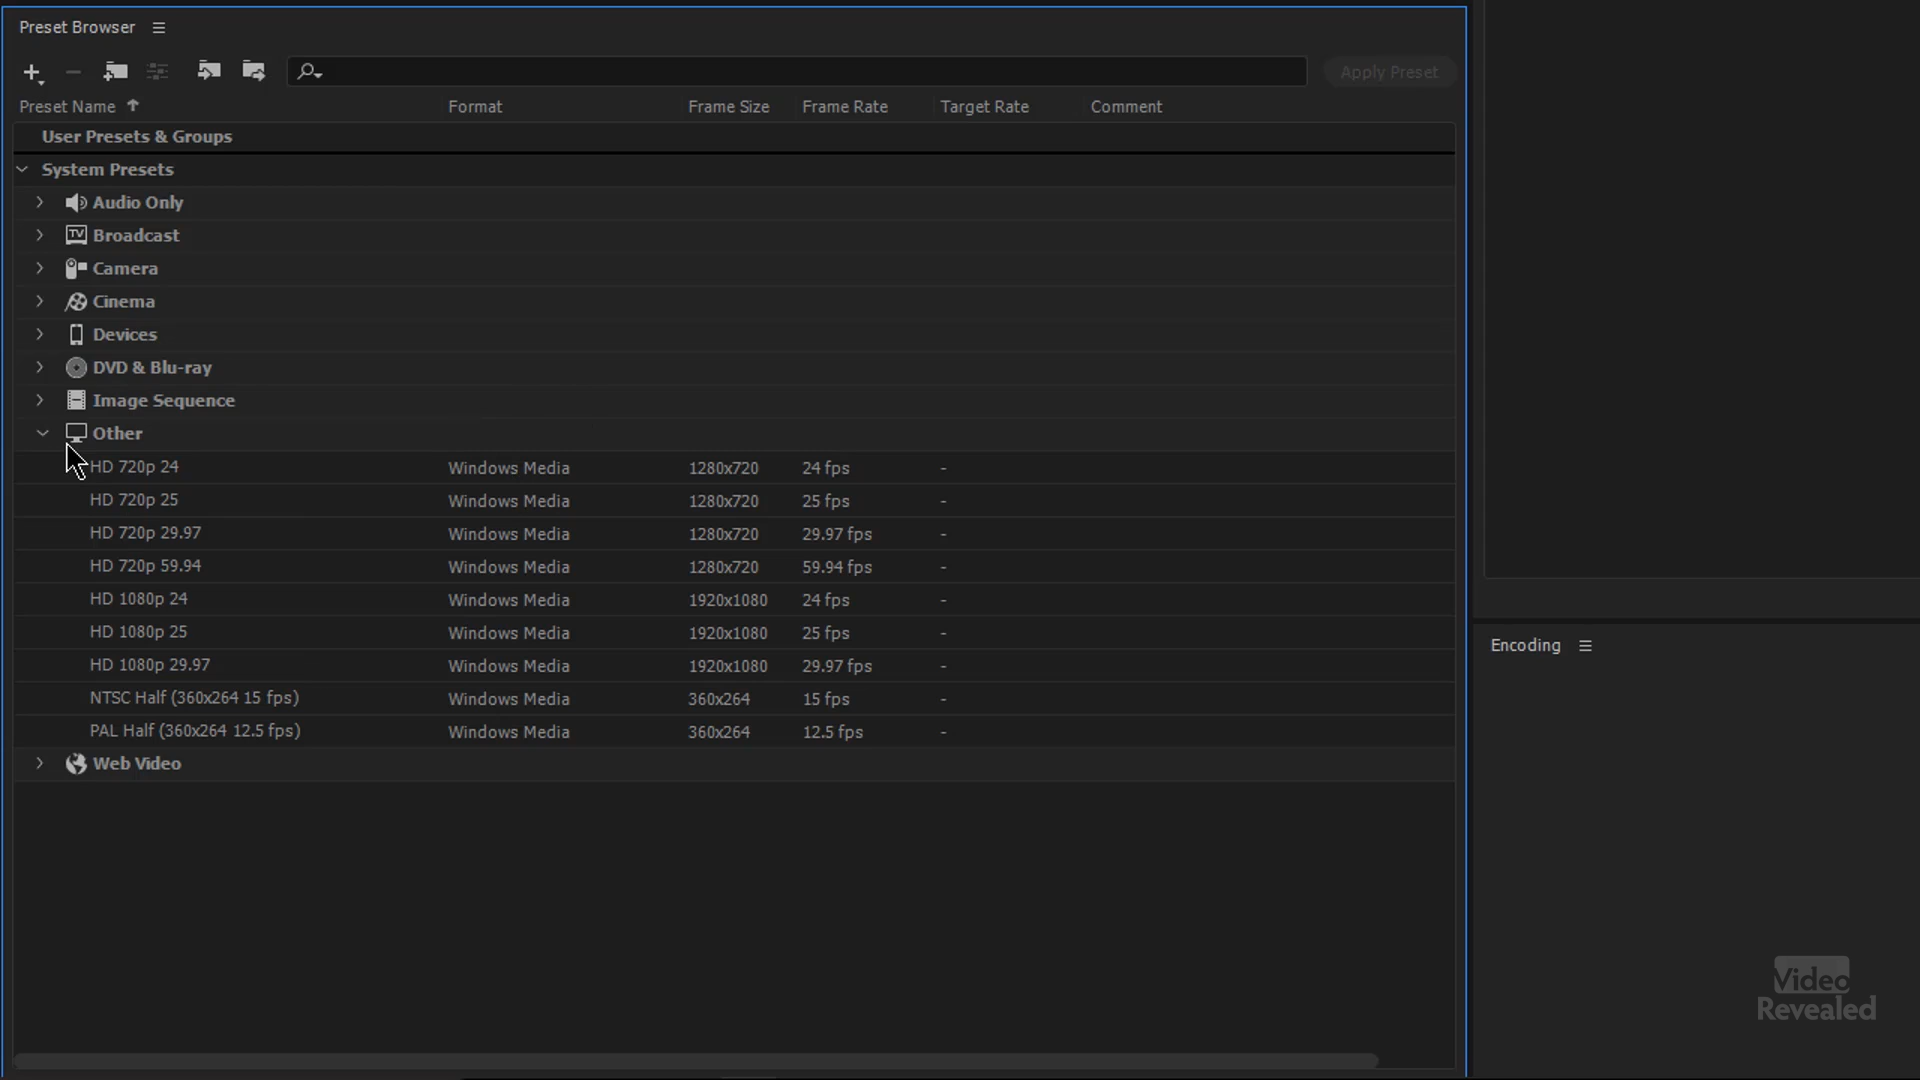 Preset Browser
Apply Preset
Preset Name Format Frame Size Frame Rate Target Rate Comment
User Presets & Groups
System Presets
Audio Only
TV Broadcast
Camera
Cinema
Devices
DVD & Blu-ray
Image Sequence
Other
HD 720p 24 Windows Media 1280x720 24 fps -
HD 720p 25 Windows Media 1280x720 25 fps -
HD 720p 29.97 Windows Media 1280x720 29.97 fps -
HD 720p 59.94 Windows Media 1280x720 59.94 fps -
HD 1080p 24 Windows Media 1920x1080 24 fps -
HD 1080p 25 Windows Media 1920x1080 25 fps -
HD 1080p 29.97 Windows Media 1920x1080 29.97 fps -
NTSC Half (360x264 15 fps) Windows Media 360x264 15 fps -
PAL Half (360x264 12.5 fps) Windows Media 360x264 12.5 fps -
Web Video
Encoding
Video
Revealed